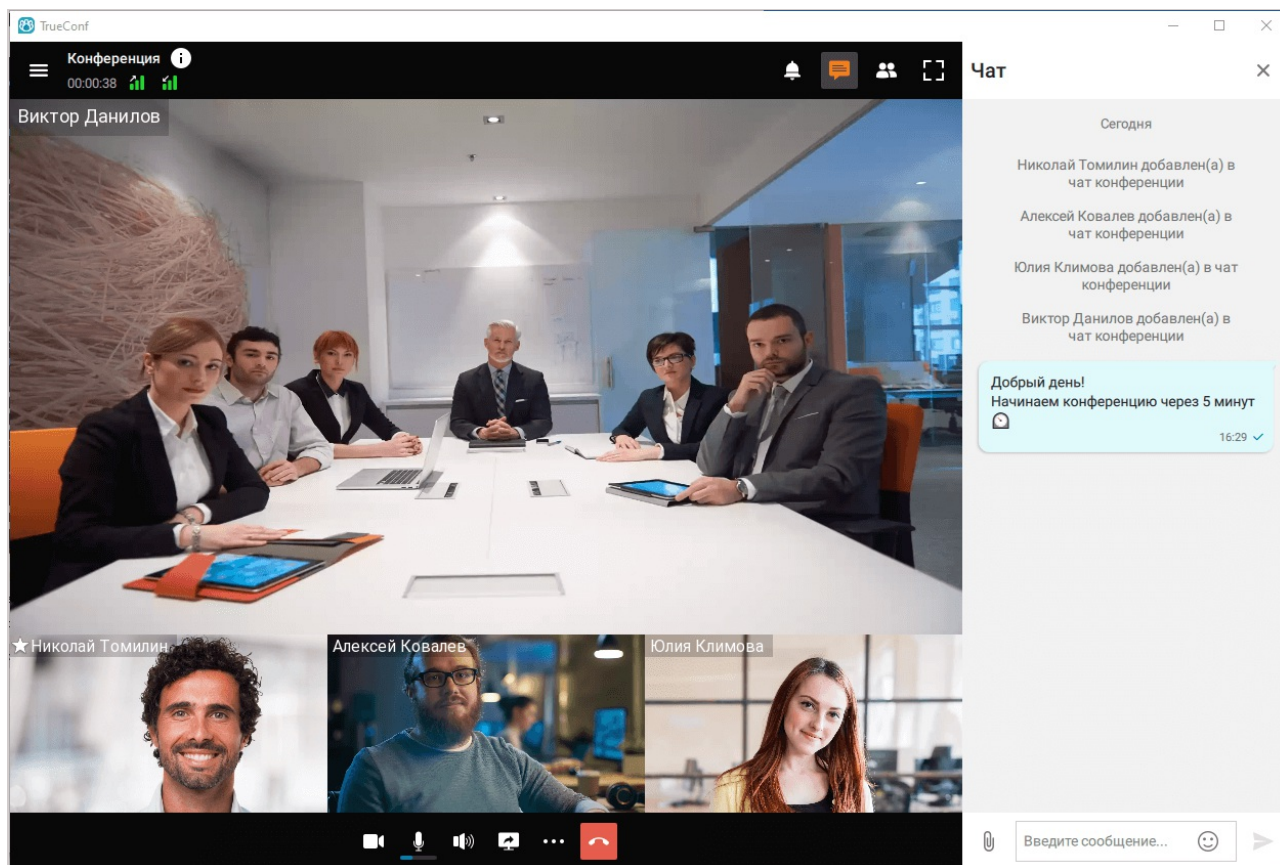 TrueConf
Конференция
00:00:38
Виктор Данилов
Николай Томилин
Алексей Ковалев
Юлия Климова
Чат
Сегодня
Николай Томилин добавлен(а) в
чат конференции
Алексей Ковалев добавлен(а) в
чат конференции
Юлия Климова добавлен(а) в чат
конференции
Виктор Данилов добавлен(а) в
чат конференции
Добрый день!
Начинаем конференцию через 5 минут
16:29
Введите сообщение...